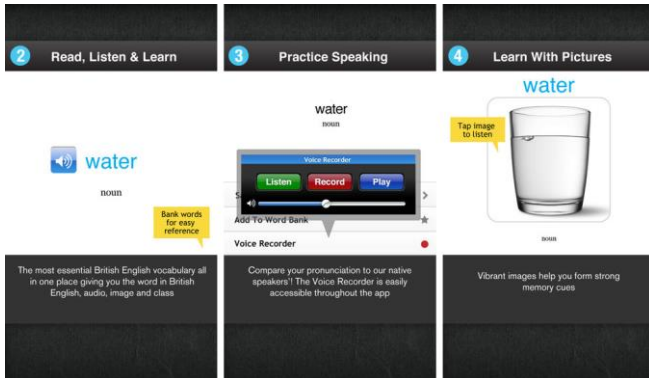 2 Read, Listen & Learn
water
noun
Bank words
for easy
reference
The most essential British English vocabulary all
in one place giving you the word in British
English, audio, image and class
3 Practice Speaking
water
noun
Voice Recorder
Listen Record Play
Add To Word Bank
Voice Recorder
Compare your pronunciation to our native
speakers'! The Voice Recorder is easily
accessible throughout the app
4 Learn With Pictures
water
Tap image
to listen
noun
Vibrant images help you form strong
memory cues